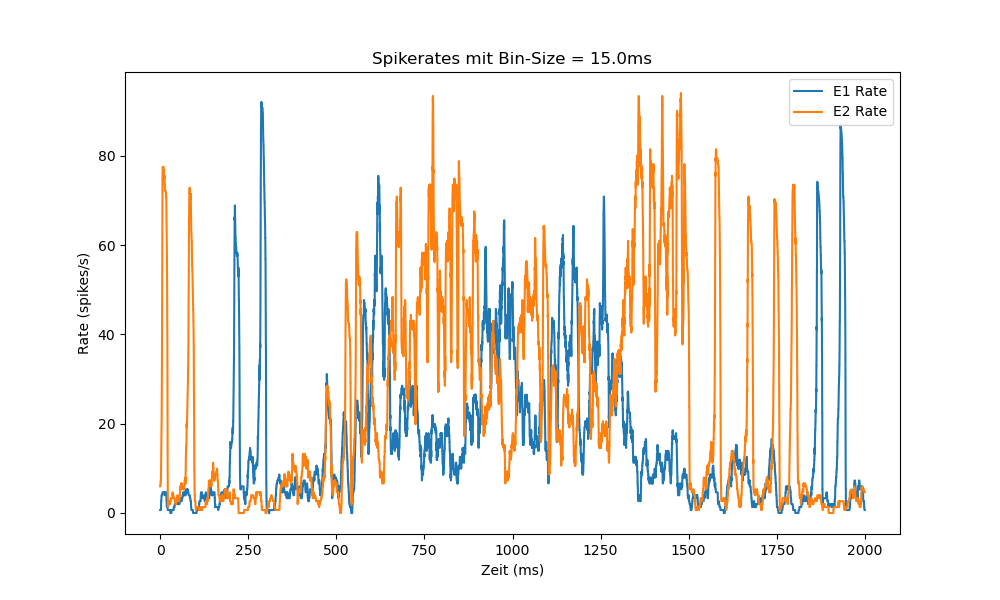 Spikerates mit Bin-Size = 15.0ms
E1 Rate
E2 Rate
Rate (spikes/s)
80
60
40
20
0
0 250 500 750 1000 1250 1500 1750 2000
Zeit (ms)